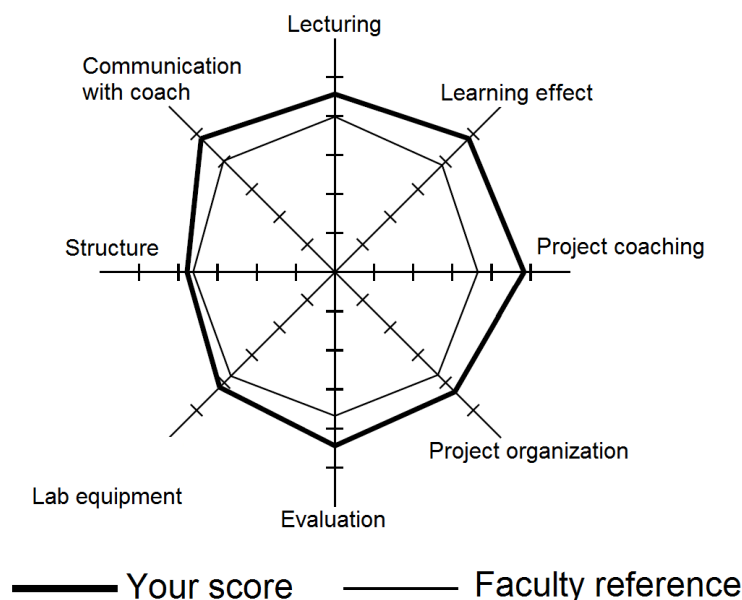 Lecturing
Communication
with coach
Learning effect
Structure
Project coaching
Project organization
Lab equipment
Evaluation
Your score
Faculty reference